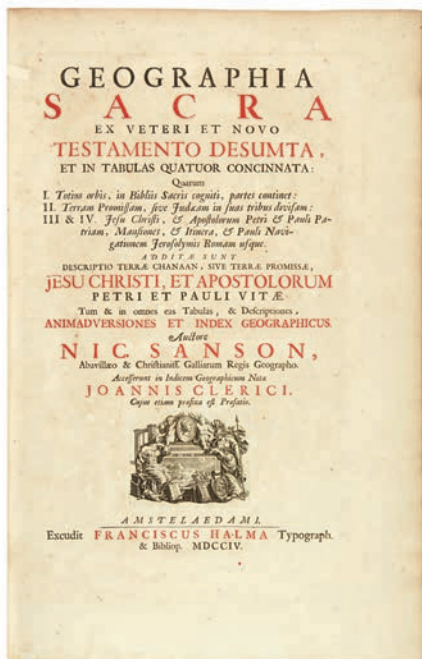 GEOGRAPHIA
SACRA
EX VETERI ET NOVO
TESTAMENTO DESUMTA,
ET IN TABULAS QUATUOR CONCINNATA:
Quarum
I. Totius orbis, in Bibliis Sacris cogniti, partes continet:
II. Terram Promissam, sive Judæam in suas tribus divisam:
III & IV. Jesu Christi, & Apostolorum Petri & Pauli Pa-
triam, Mansiones, & Itinera, & Pauli Navi-
gationem Jerosolymis Romam usque.
ADDITÆ SUNT
DESCRIPTIO TERRÆ CHANAAN, SIVE TERRÆ PROMISSÆ,
JESU CHRISTI, ET APOSTOLORUM
PETRI ET PAULI VITÆ.
Tum & in omnes eas Tabulas, & Descriptiones,
ANIMADVERSIONES ET INDEX GEOGRAPHICUS.
Auctore
NIC. SANSON,
Abavillæo & Christianiss. Galliarum Regis Geographo.
Accesserunt in Indicem Geographicum Notæ
JOANNIS CLERICI.
Cujus etiam præfixa est Præfatio.
AMSTELAEDAMI,
Excudit FRANCISCUS HALMA Typograph.
& Bibliop. MDCCIV.